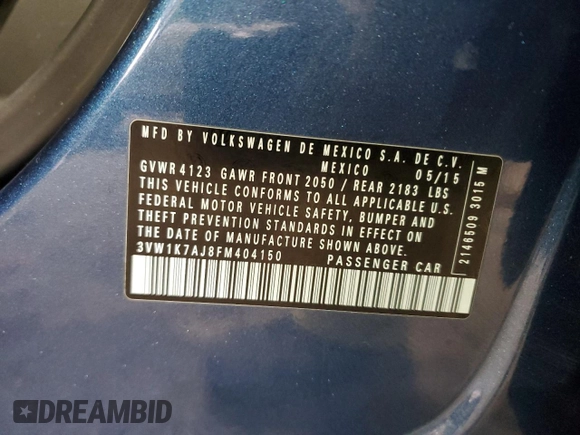 MFD BY VOLKSWAGEN DE MEXICO S.A. DE C.V.
MEXICO 05/15
GVWR 4123 GAWR FRONT 2050 / REAR 2183 LBS
THIS VEHICLE CONFORMS TO ALL APPLICABLE U.S.
FEDERAL MOTOR VEHICLE SAFETY, BUMPER AND
THEFT PREVENTION STANDARDS IN EFFECT ON
THE DATE OF MANUFACTURE SHOWN ABOVE.
3VW1K7AJ8FM404150 PASSENGER CAR
2146509 3015 M
DREAMBID